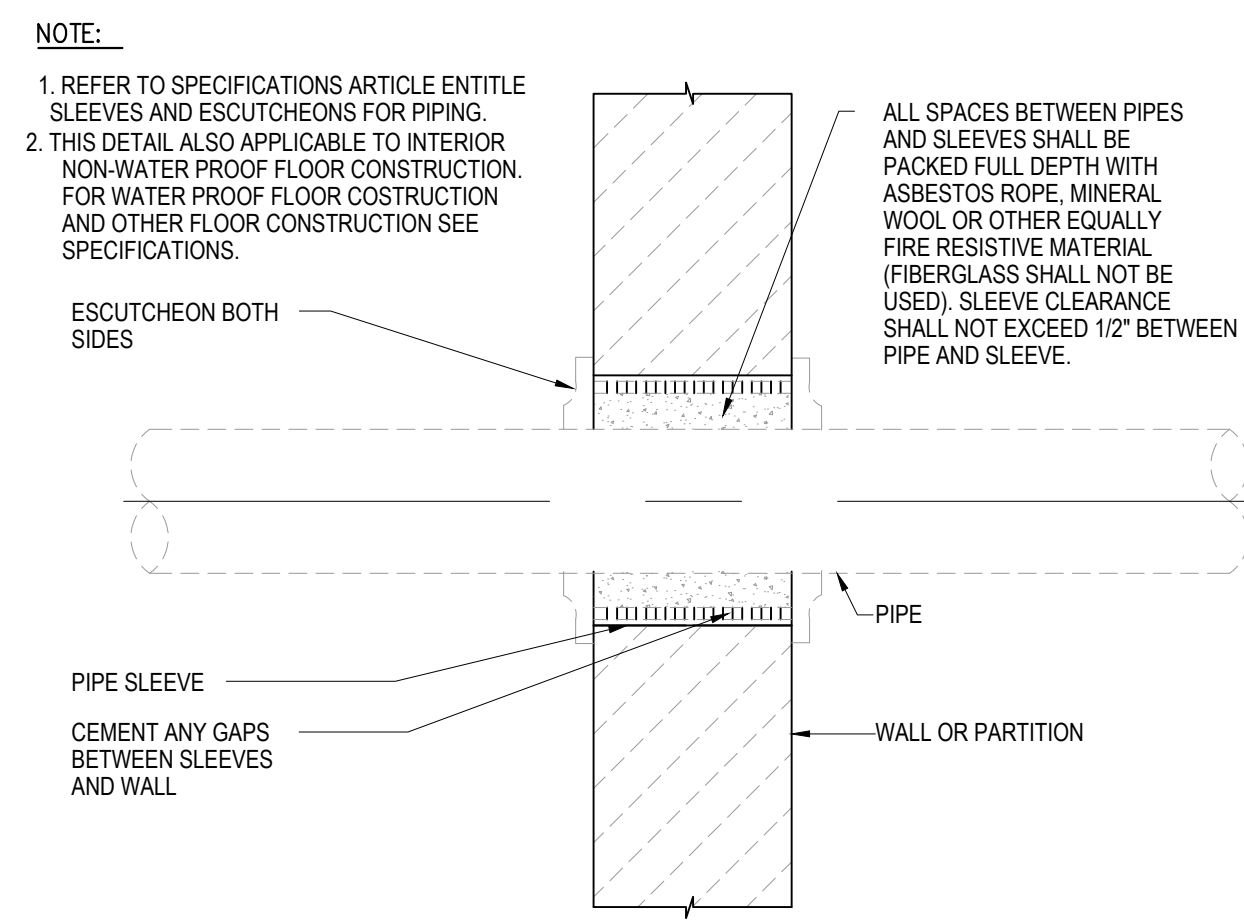 NOTE:
1. REFER TO SPECIFICATIONS ARTICLE ENTITLE
SLEEVES AND ESCUTCHEONS FOR PIPING.
2. THIS DETAIL ALSO APPLICABLE TO INTERIOR
NON-WATER PROOF FLOOR CONSTRUCTION.
FOR WATER PROOF FLOOR COSTRUCTION
AND OTHER FLOOR CONSTRUCTION SEE
SPECIFICATIONS.
ALL SPACES BETWEEN PIPES
AND SLEEVES SHALL BE
PACKED FULL DEPTH WITH
ASBESTOS ROPE, MINERAL
WOOL OR OTHER EQUALLY
FIRE RESISTIVE MATERIAL
(FIBERGLASS SHALL NOT BE
USED). SLEEVE CLEARANCE
SHALL NOT EXCEED 1/2" BETWEEN
PIPE AND SLEEVE.
ESCUTCHEON BOTH
SIDES
PIPE
PIPE SLEEVE
CEMENT ANY GAPS
BETWEEN SLEEVES
AND WALL
WALL OR PARTITION